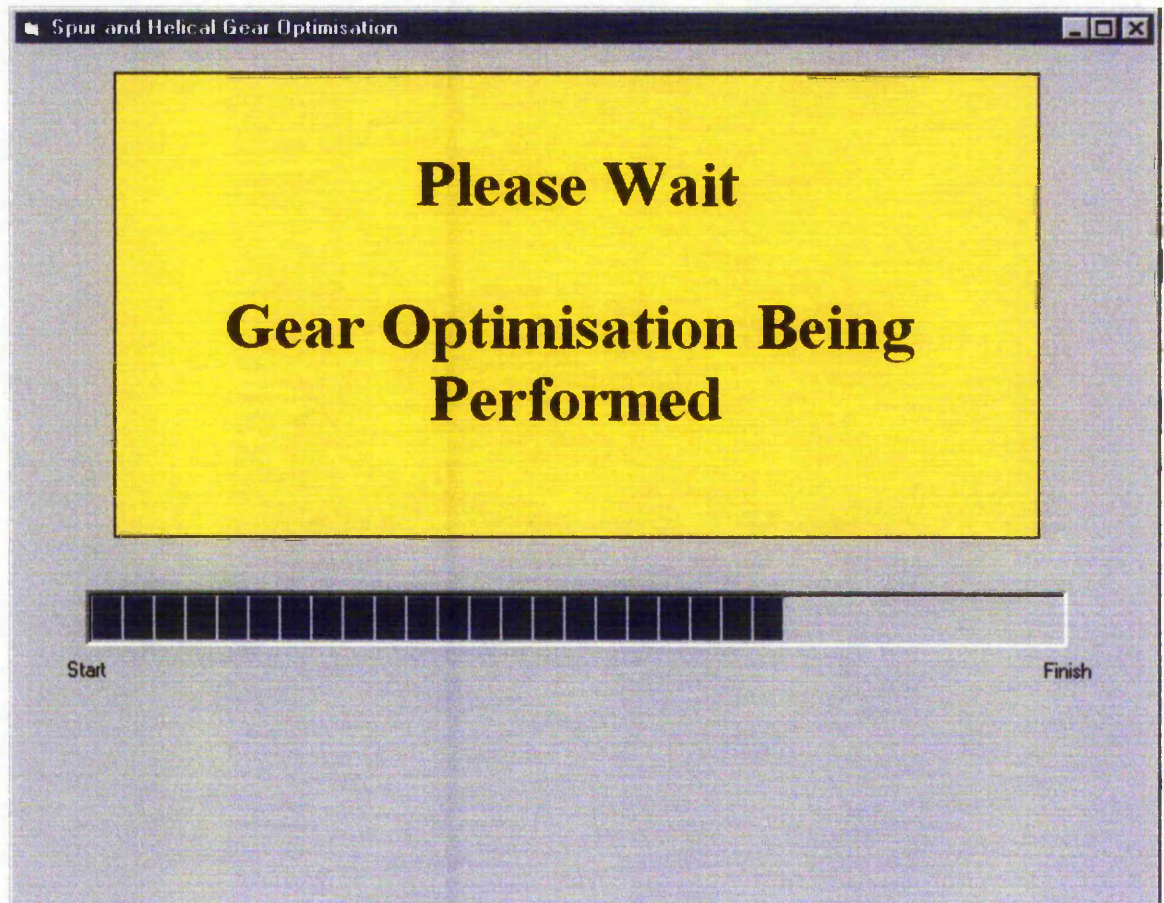 Spur and Helical Gear Optimisation
Please Wait
Gear Optimisation Being
Performed
Start
Finish